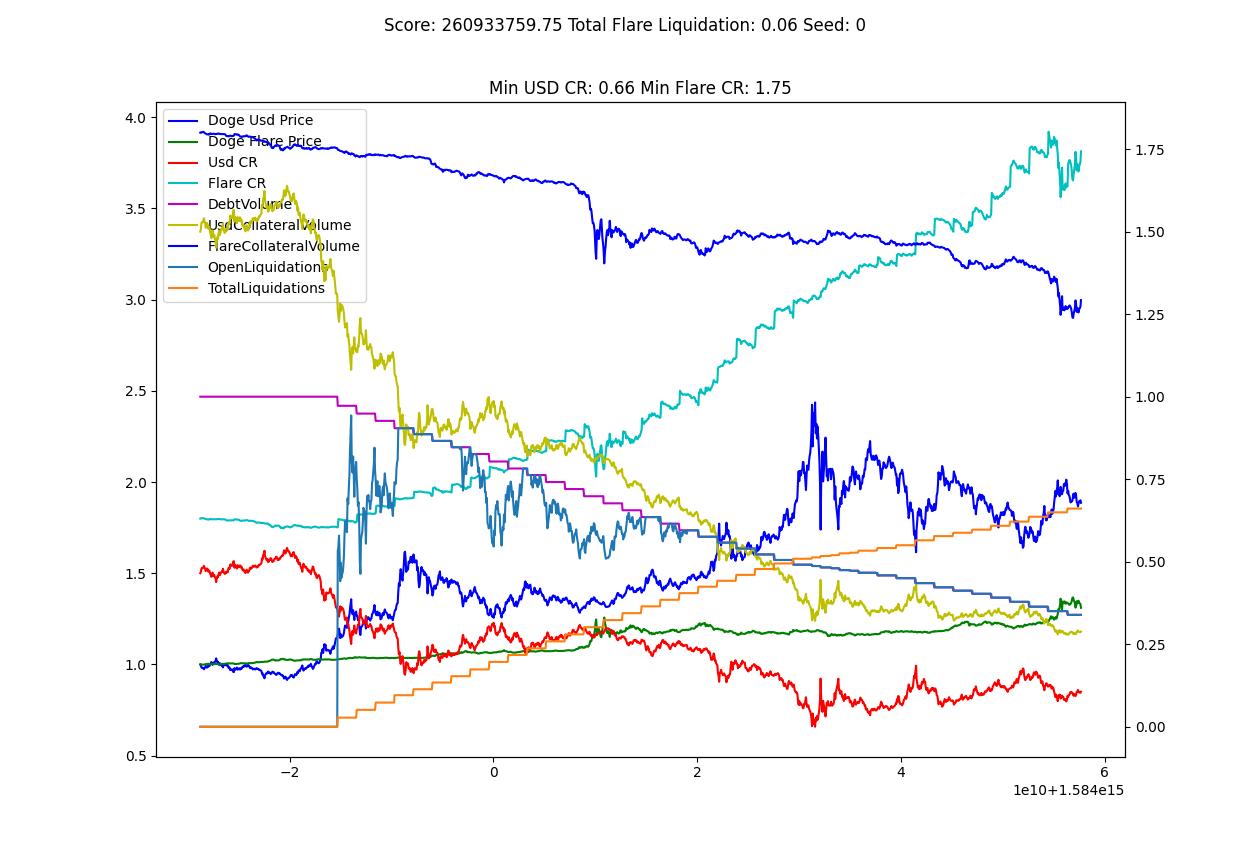 Score: 260933759.75 Total Flare Liquidation: 0.06 Seed: 0
Min USD CR: 0.66 Min Flare CR: 1.75
Doge Usd Price
Doge Flare Price
Usd CR
Flare CR
DebtVolume
UsdCollateralVolume
FlareCollateralVolume
OpenLiquidations
TotalLiquidations
4.0
3.5
3.0
2.5
2.0
1.5
1.0
0.5
1.75
1.50
1.25
1.00
0.75
0.50
0.25
0.00
−2
0
2
4
6
1e10+1.584e15